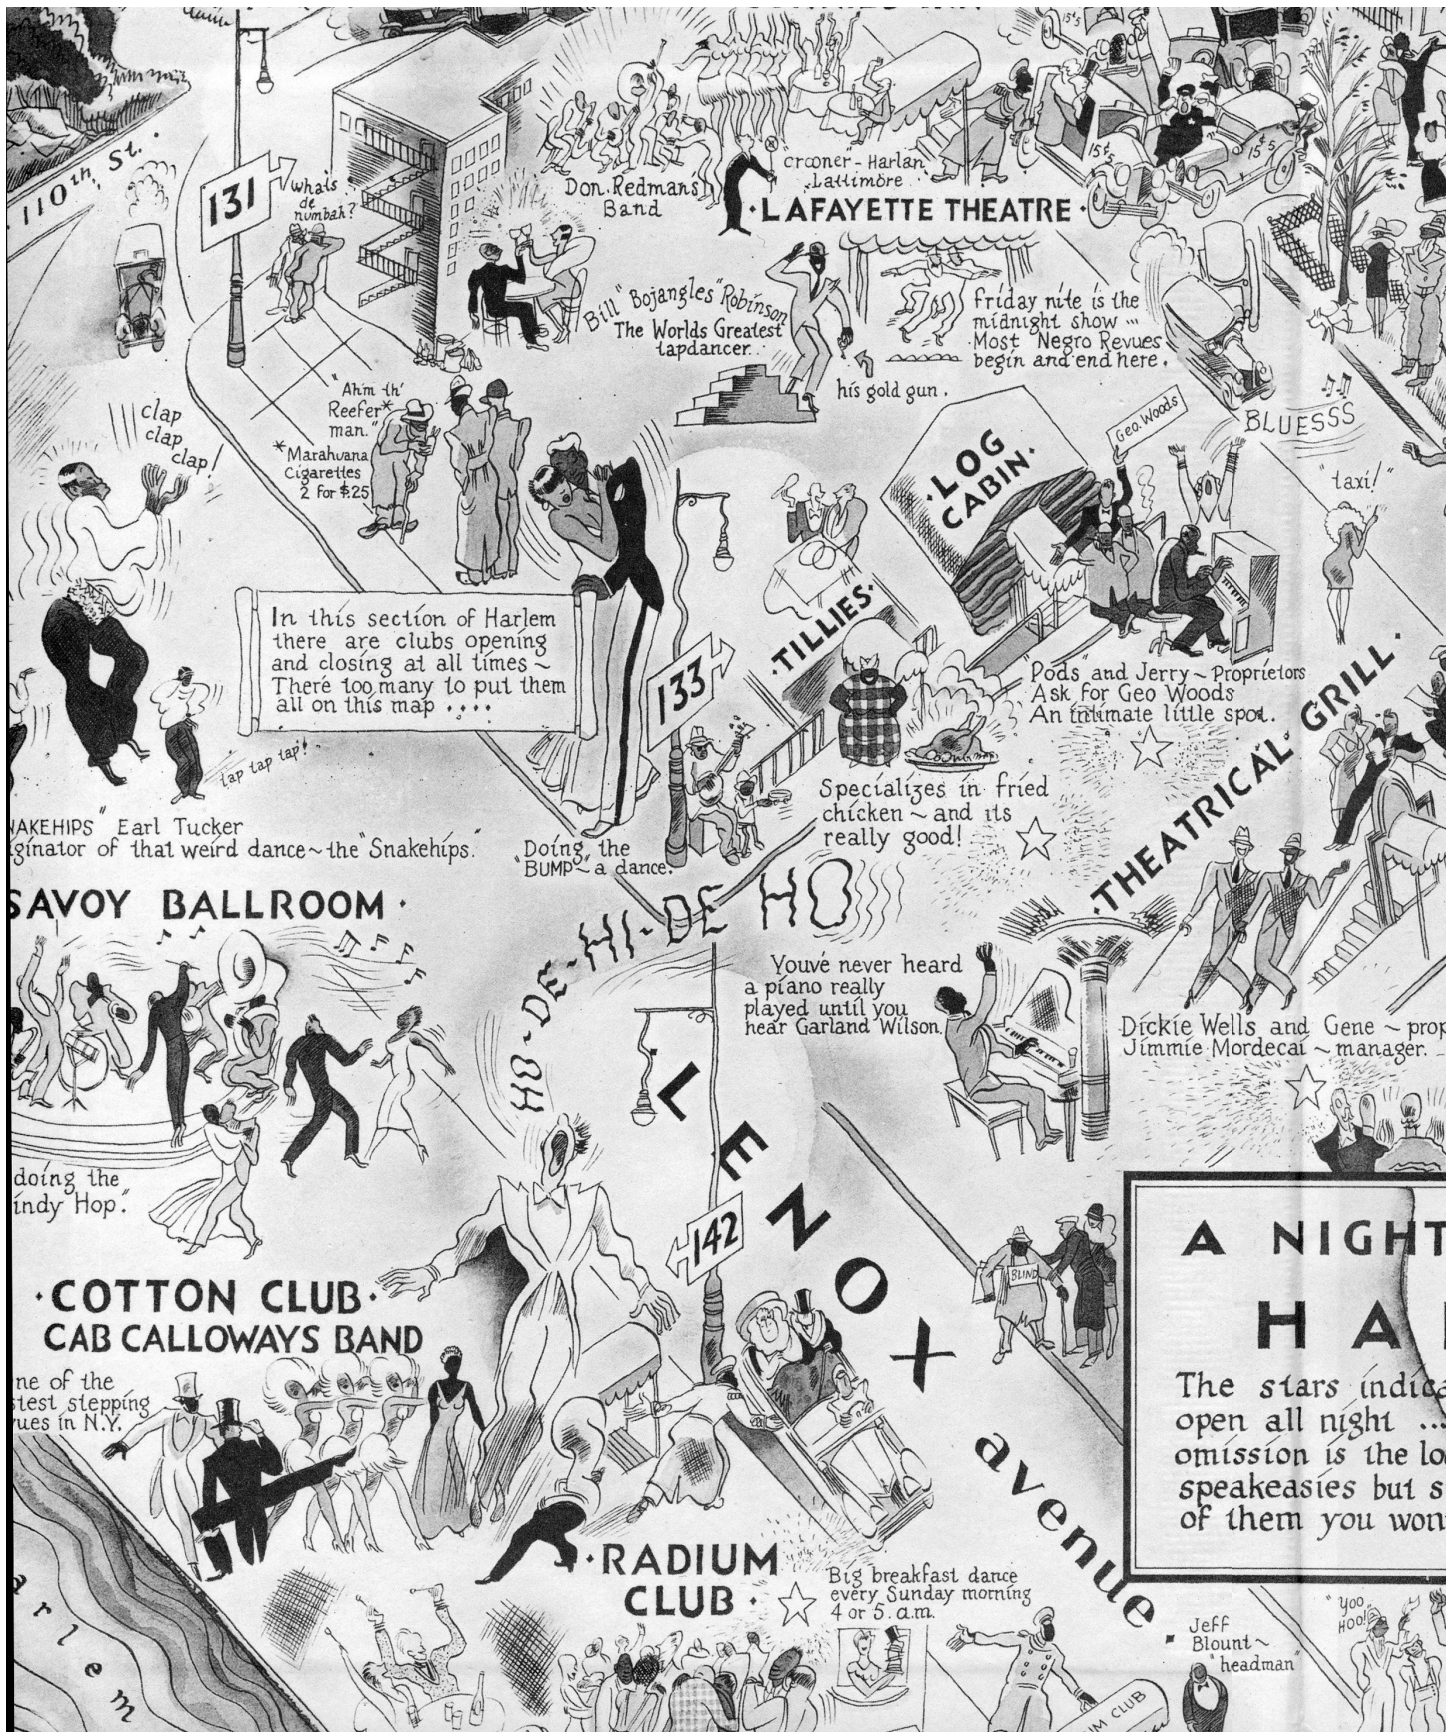 110th, St.
131
whats
de
numbah?
Don Redmans
Band
"crooner" - Harlan
Lattimore
· LAFAYETTE THEATRE ·
15¢
15¢
15¢
Bill "Bojangles" Robinson
The Worlds Greatest
tapdancer...
his gold gun.
friday nite is the
midnight show ...
Most Negro Revues
begin and end here.
"Ahm th'
Reefer*
man."
*Marahuana
Cigarettes
2 for $.25
clap
clap
clap!
·LOG
CABIN·
Geo. Woods
BLUESSS
"taxi!"
In this section of Harlem
there are clubs opening
and closing at all times ~
There too many to put them
all on this map ....
133
·TILLIES·
"Pods" and Jerry ~ Proprietors
Ask for Geo Woods
An intimate little spot.
tap tap tap!
Specializes in fried
chicken ~ and its
really good!
NAKEHIPS" Earl Tucker
ginator of that weird dance ~ the "Snakehips."
Doing the
"BUMP" ~ a dance.
·THEATRICAL GRILL·
SAVOY BALLROOM ·
HO-DE-HI-DE HO
Youve never heard
a piano really
played until you
hear Garland Wilson.
Dickie Wells and Gene ~ prop
Jimmie Mordecai ~ manager.
doing the
indy Hop."
142
·LENOX avenue·
BLIND
· COTTON CLUB ·
CAB CALLOWAYS BAND
ne of the
stest stepping
ues in N.Y.
A NIGHT
HA
The stars indica
open all night ...
omission is the lo
speakeasies but s
of them you won
· RADIUM
CLUB ·
Big breakfast dance
every Sunday morning
4 or 5. a.m.
arlem
Jeff
Blount ~
"headman"
"YOO
HOO!"
UM CLUB